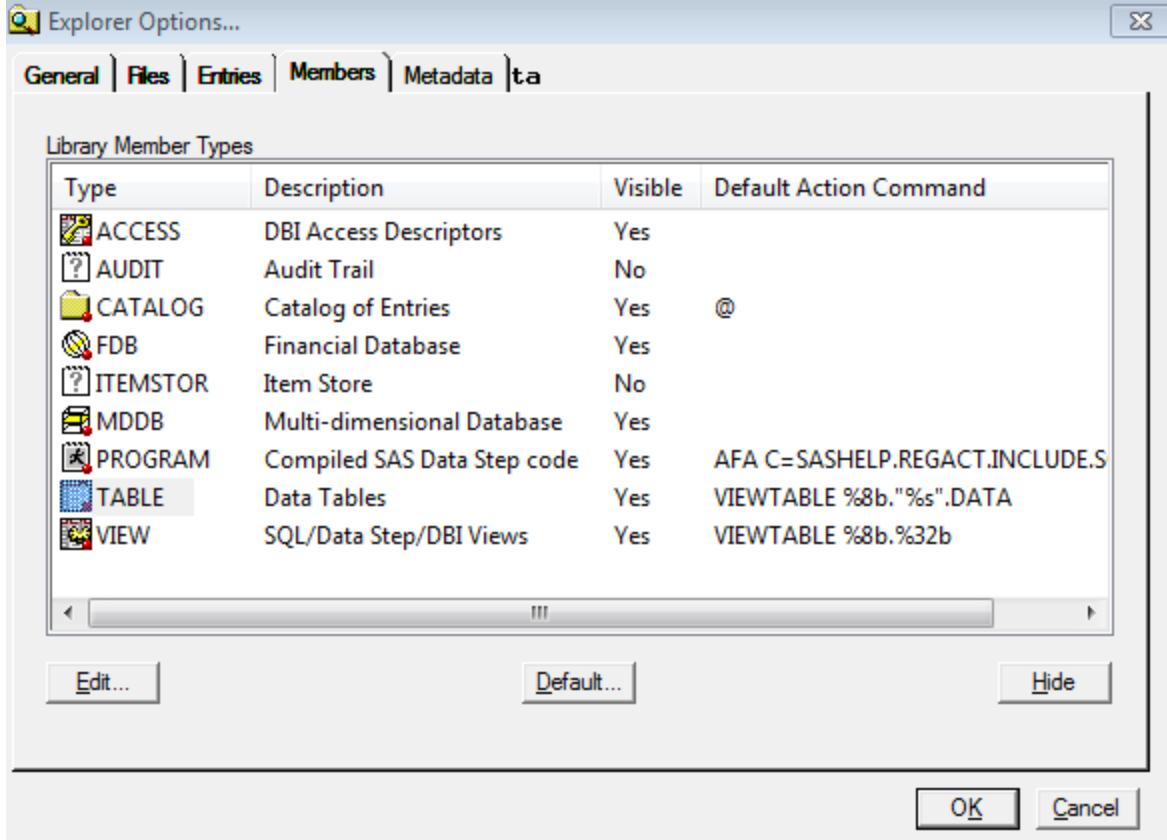 Explorer Options...
General Files Entries Members Metadata ta
Library Member Types
Type Description Visible Default Action Command
ACCESS DBI Access Descriptors Yes
AUDIT Audit Trail No
CATALOG Catalog of Entries Yes @
FDB Financial Database Yes
ITEMSTOR Item Store No
MDDB Multi-dimensional Database Yes
PROGRAM Compiled SAS Data Step code Yes AFA C=SASHELP.REGACT.INCLUDE.S
TABLE Data Tables Yes VIEWTABLE %8b."%s".DATA
VIEW SQL/Data Step/DBI Views Yes VIEWTABLE %8b.%32b
Edit... Default... Hide
OK Cancel